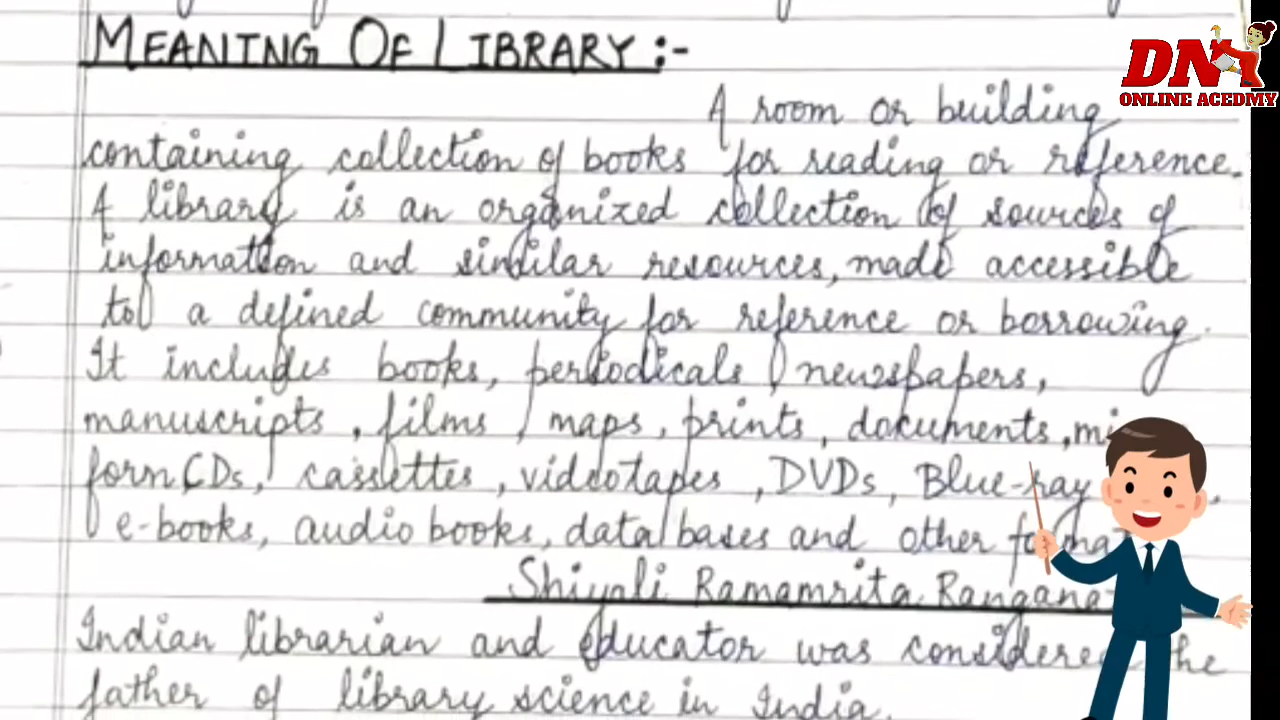 MEANING OF LIBRARY :-
DNA
ONLINE ACEDMY
A room or building
containing collection of books for reading or reference.
A library is an organized collection of sources of
information and similar resources, made accessible
to a defined community for reference or borrowing.
It includes books, periodicals, newspapers,
manuscripts, films, maps, prints, documents,
form CDs, cassettes, videotapes, DVDs, Blue-ray
e-books, audio books, data bases and other
Shiyali Ramamrita
Indian librarian and educator was considered the
father of library science in India.